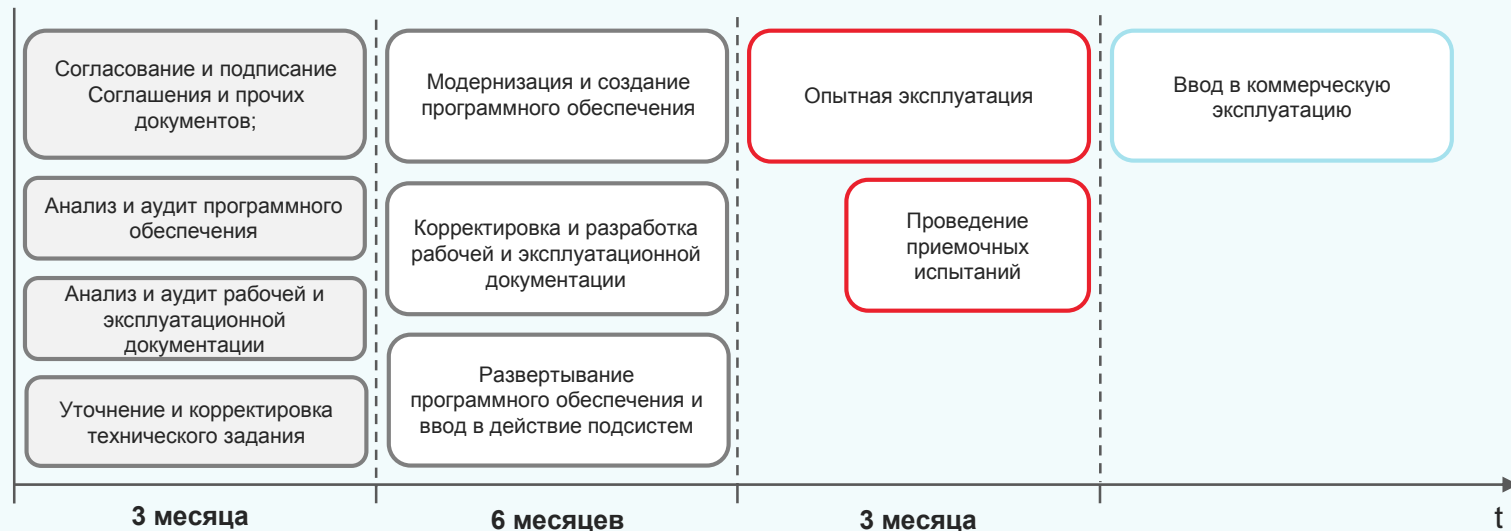 Согласование и подписание
Соглашения и прочих
документов;
Анализ и аудит программного
обеспечения
Анализ и аудит рабочей и
эксплуатационной
документации
Уточнение и корректировка
технического задания
Модернизация и создание
программного обеспечения
Корректировка и разработка
рабочей и эксплуатационной
документации
Развертывание
программного обеспечения и
ввод в действие подсистем
Опытная эксплуатация
Проведение
приемочных
испытаний
Ввод в коммерческую
эксплуатацию
3 месяца
6 месяцев
3 месяца
t